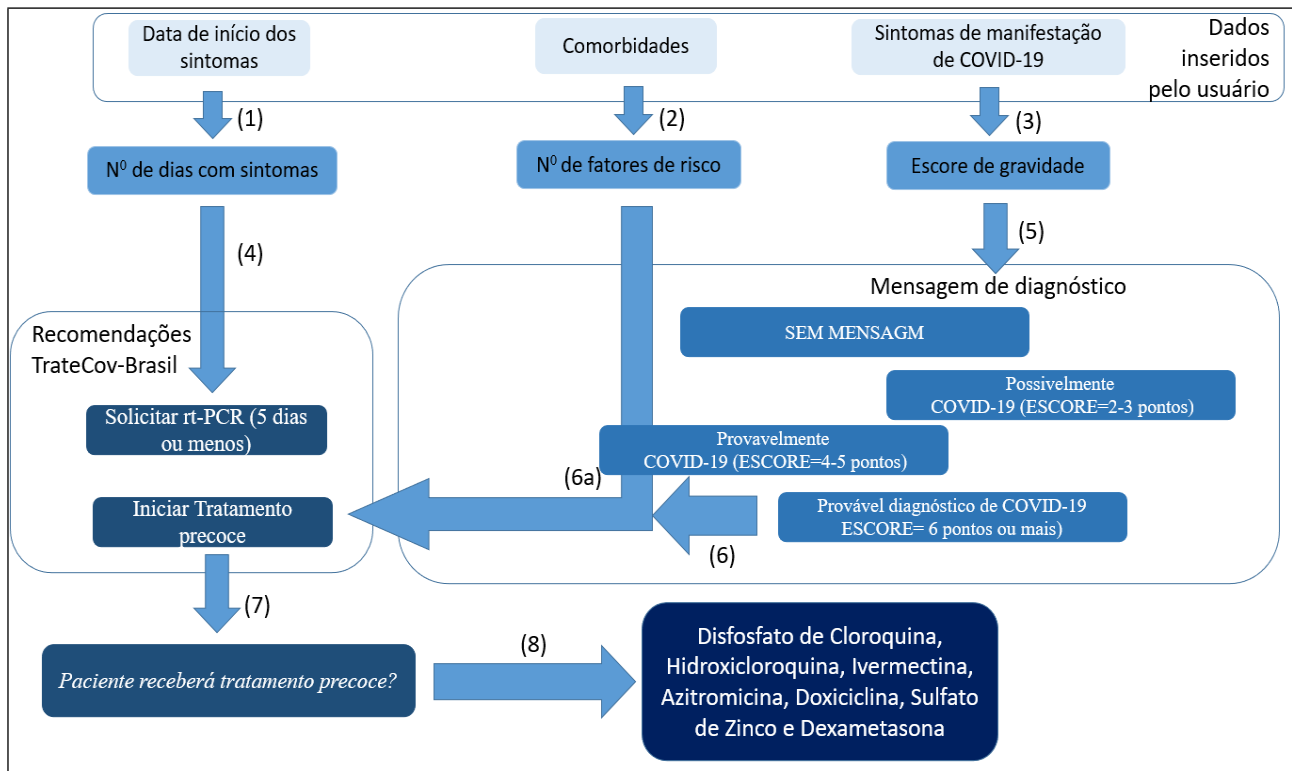 Data de início dos
sintomas
Comorbidades
Sintomas de manifestação
de COVID-19
Dados
inseridos
pelo usuário
(1)
(2)
(3)
N⁰ de dias com sintomas
N⁰ de fatores de risco
Escore de gravidade
(4)
(5)
Mensagem de diagnóstico
Recomendações
TrateCov-Brasil
SEM MENSAGM
Possivelmente
COVID-19 (ESCORE=2-3 pontos)
Solicitar rt-PCR (5 dias
ou menos)
Provavelmente
COVID-19 (ESCORE=4-5 pontos)
(6a)
Iniciar Tratamento
precoce
Provável diagnóstico de COVID-19
ESCORE= 6 pontos ou mais)
(6)
(7)
Paciente receberá tratamento precoce?
(8)
Disfosfato de Cloroquina,
Hidroxicloroquina, Ivermectina,
Azitromicina, Doxiciclina, Sulfato
de Zinco e Dexametasona